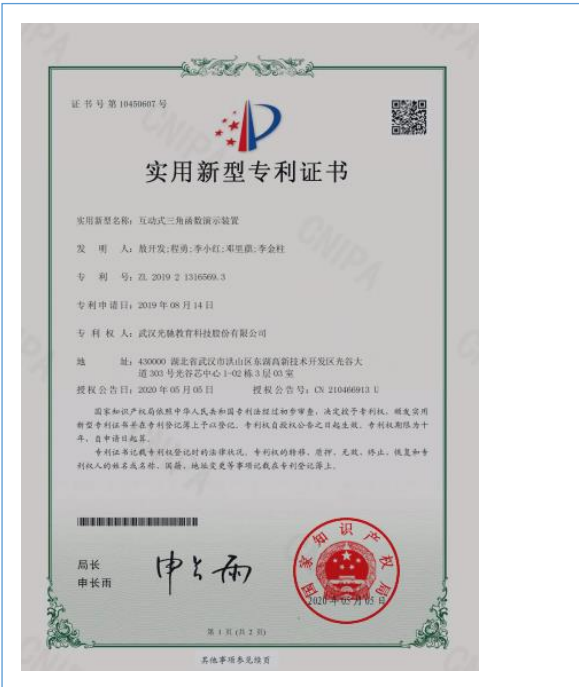 证书号第10450607号
实用新型专利证书
实用新型名称：互动式三角函数演示装置
发 明 人：敖开发;程勇;李小红;邓里颜;李金柱
专 利 号：ZL 2019 2 1316569.3
专利申请日：2019年08月14日
专 利 权 人：武汉光驰教育科技股份有限公司
地 址：430000 湖北省武汉市洪山区东湖高新技术开发区光谷大
道303号光谷芯中心1-02栋3层03室
授权公告日：2020年05月05日 授权公告号：CN 210466913 U
国家知识产权局依照中华人民共和国专利法经过初步审查，决定授予专利权，颁发实用
新型专利证书并在专利登记簿上予以登记。专利权自授权公告之日起生效。专利权期限为十
年，自申请日起算。
专利证书记载专利权登记时的法律状况。专利权的转移、质押、无效、终止、恢复和专
利权人的姓名或名称、国籍、地址变更等事项记载在专利登记簿上。
局长
申长雨
申长雨
国家知识产权局
2020年05月05日
第 1 页 (共 2 页)
其他事项参见续页
CNIPA